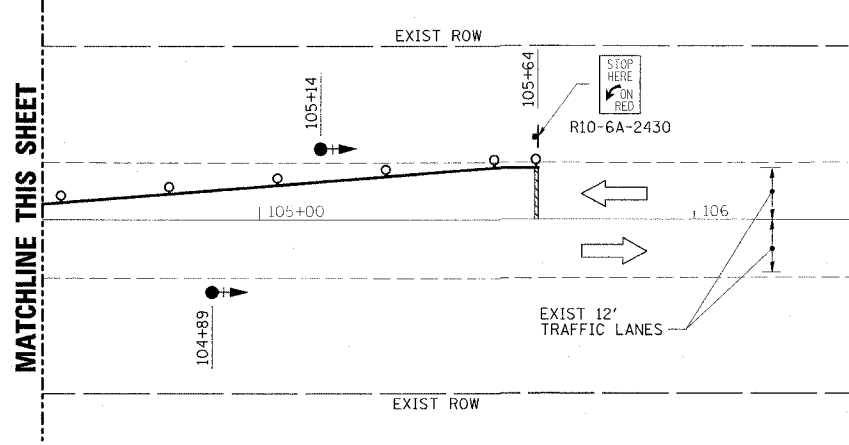 EXIST ROW
105+64
STOP
HERE
ON
RED
R10-6A-2430
105+14
MATCHLINE THIS SHEET
105+00
106
104+89
EXIST 12'
TRAFFIC LANES
EXIST ROW